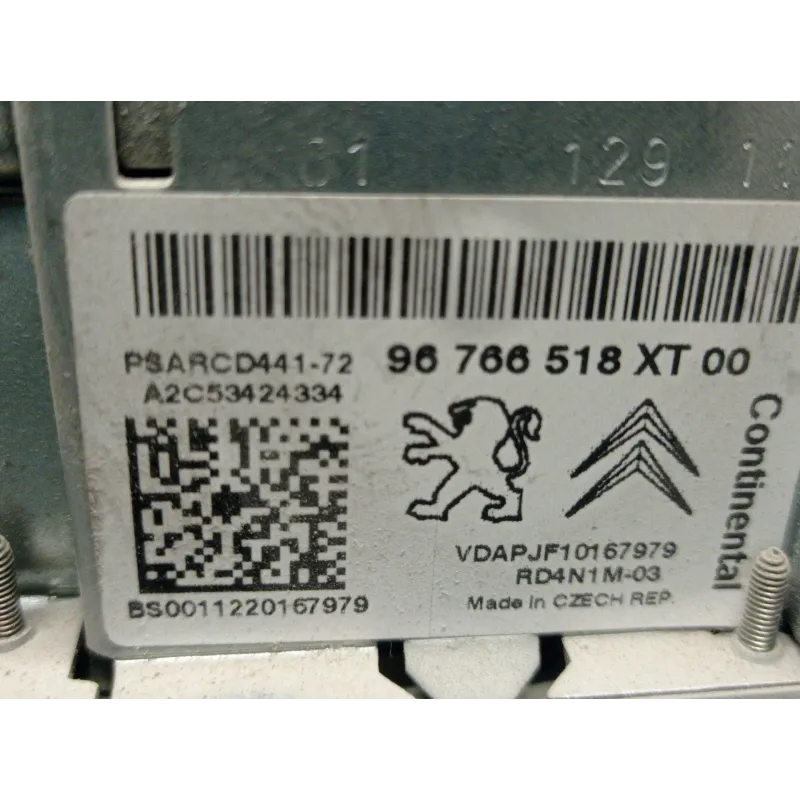 01 129
PSARCD441-72 96 766 518 XT 00
A2C53424334
Continental
VDAPJF10167979
RD4N1M-03
BS0011220167979
Made in CZECH REP.